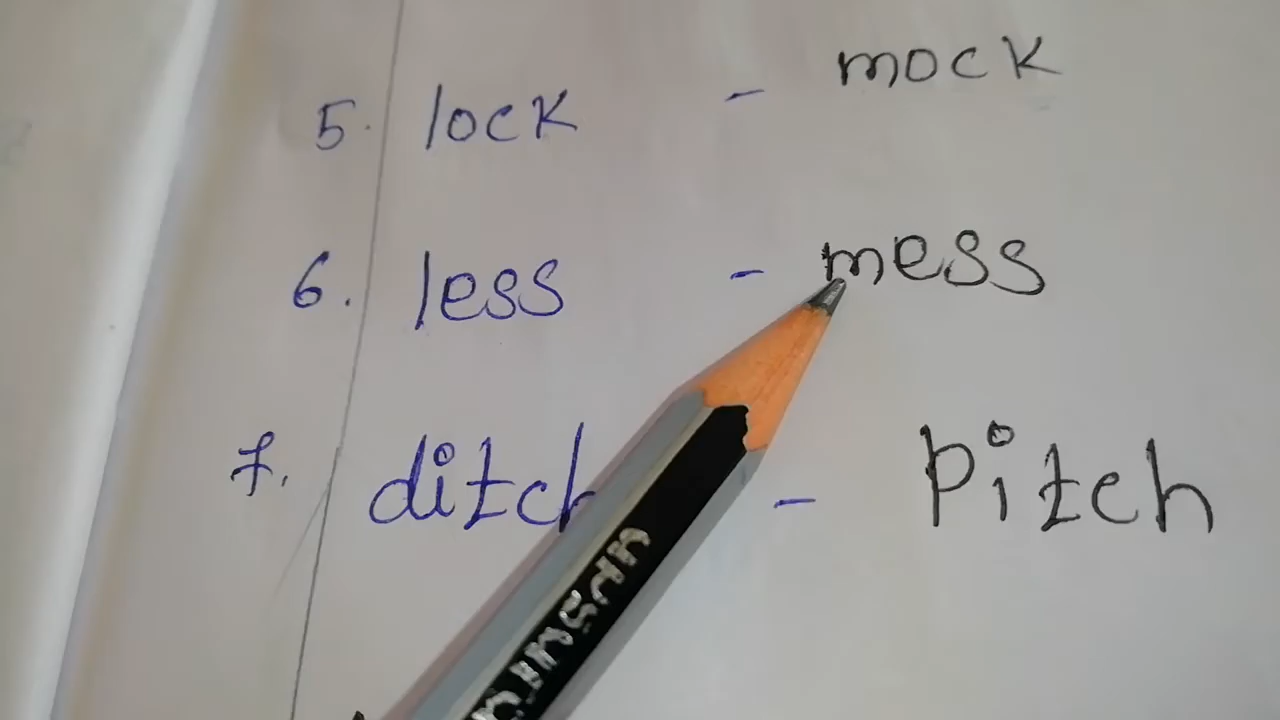 5. lock - mock
6. less - mess
7. ditch - Pitch